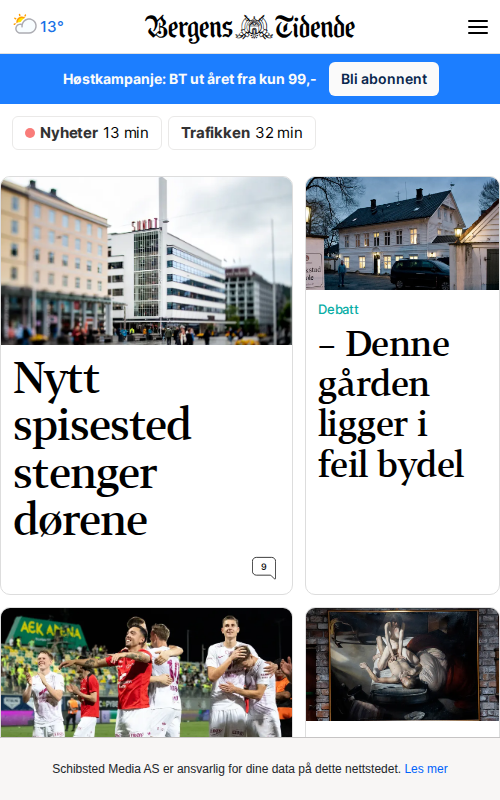 13°
Bergens Tidende
Høstkampanje: BT ut året fra kun 99,-
Bli abonnent
Nyheter 13 min
Trafikken 32 min
SUNDT
Debatt
– Denne
gården
ligger i
feil bydel
Nytt
spisested
stenger
dørene
9
AEK ARENA
Schibsted Media AS er ansvarlig for dine data på dette nettstedet. Les mer